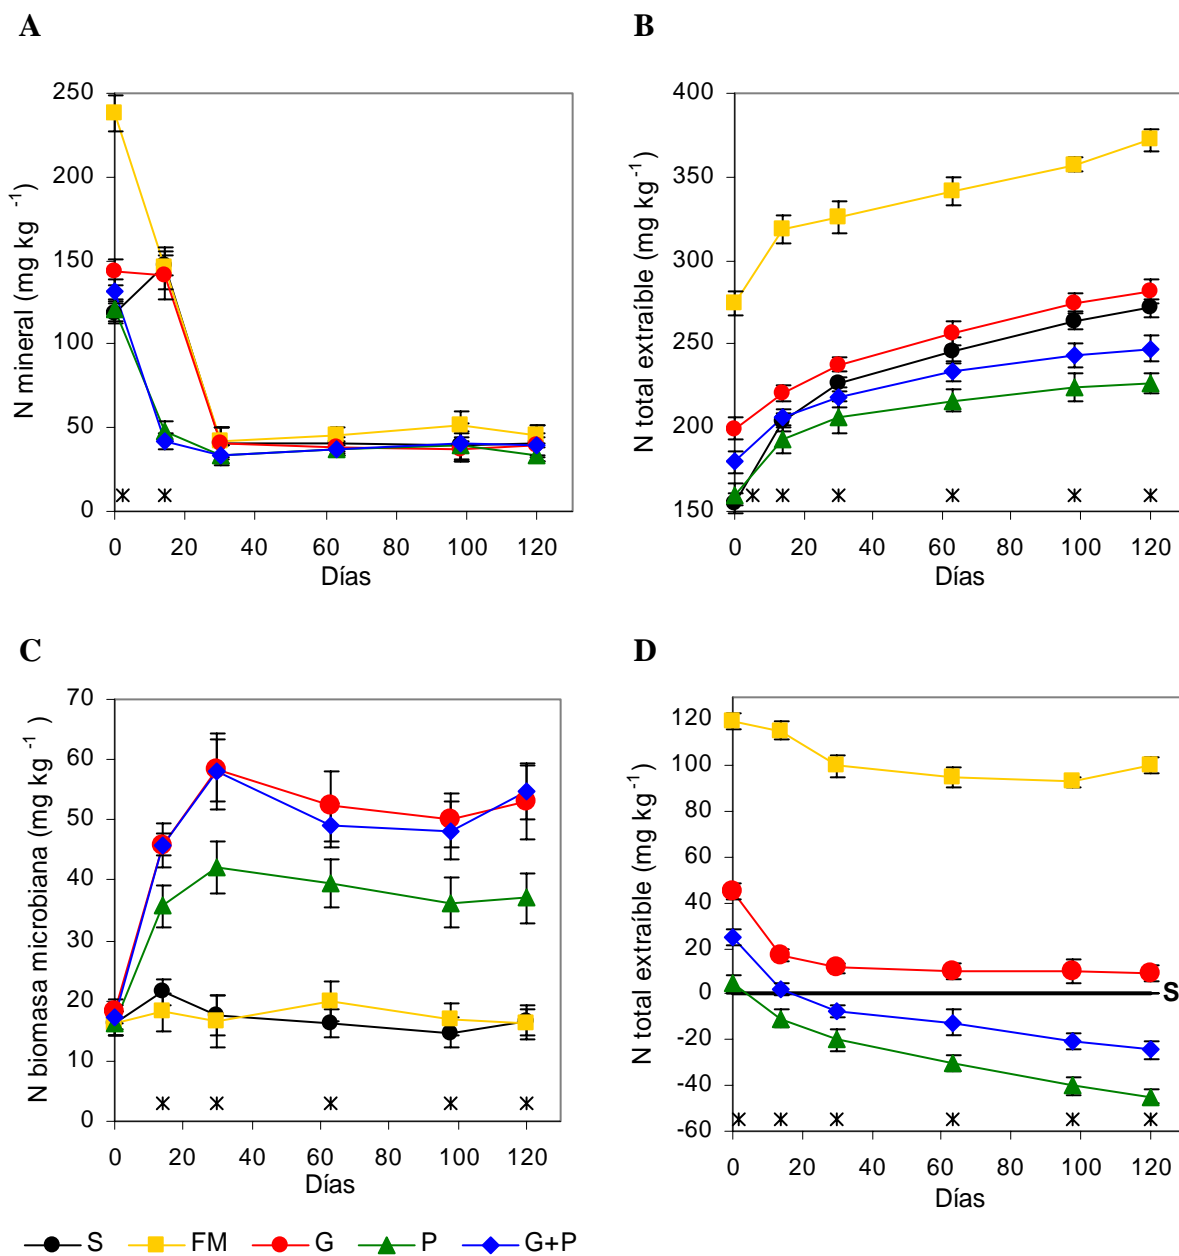 A
N mineral (mg kg -1)
250
200
150
100
50
0
0 20 40 60 80 100 120
Días
B
N total extraíble (mg kg -1)
400
350
300
250
200
150
0 20 40 60 80 100 120
Días
C
N biomasa microbiana (mg kg -1)
70
60
50
40
30
20
10
0
0 20 40 60 80 100 120
Días
D
N total extraíble (mg kg-1)
120
100
80
60
40
20
0
-20
-40
-60
S
0 20 40 60 80 100 120
Días
S FM G P G+P